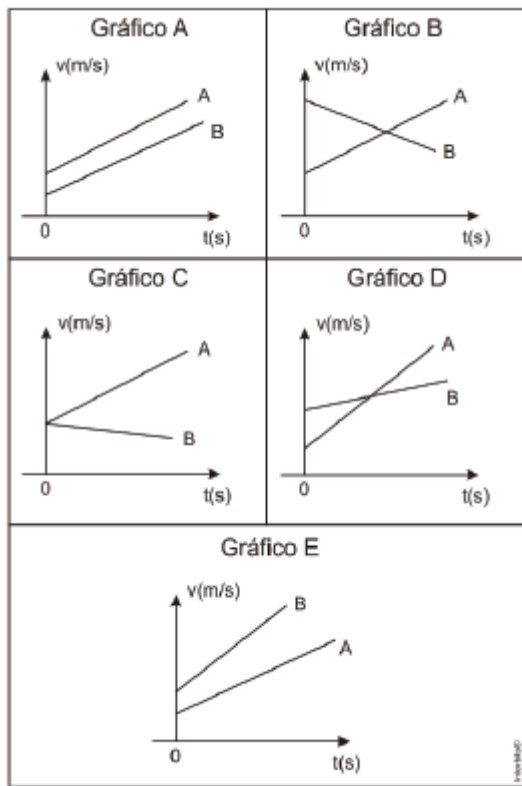 Gráfico A
v(m/s)
A
B
0
t(s)
Gráfico B
v(m/s)
A
B
0
t(s)
Gráfico C
v(m/s)
A
B
0
t(s)
Gráfico D
v(m/s)
A
B
0
t(s)
Gráfico E
v(m/s)
B
A
0
t(s)